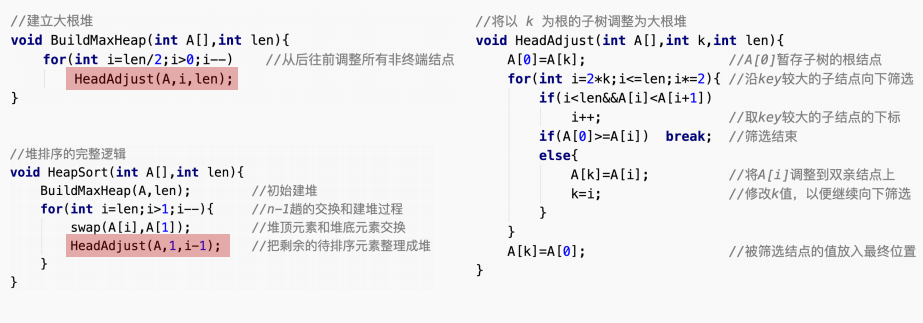 //建立大根堆
void BuildMaxHeap(int A[],int len){
    for(int i=len/2;i>0;i--)    //从后往前调整所有非终端结点
        HeadAdjust(A,i,len);
}
//堆排序的完整逻辑
void HeapSort(int A[],int len){
    BuildMaxHeap(A,len);        //初始建堆
    for(int i=len;i>1;i--){     //n-1趟的交换和建堆过程
        swap(A[i],A[1]);        //堆顶元素和堆底元素交换
        HeadAdjust(A,1,i-1);    //把剩余的待排序元素整理成堆
    }
}
//将以 k 为根的子树调整为大根堆
void HeadAdjust(int A[],int k,int len){
    A[0]=A[k];                  //A[0]暂存子树的根结点
    for(int i=2*k;i<=len;i*=2){ //沿key较大的子结点向下筛选
        if(i<len&&A[i]<A[i+1])
            i++;                //取key较大的子结点的下标
        if(A[0]>=A[i])  break;  //筛选结束
        else{
            A[k]=A[i];          //将A[i]调整到双亲结点上
            k=i;                //修改k值，以便继续向下筛选
        }
    }
    A[k]=A[0];                  //被筛选结点的值放入最终位置
}